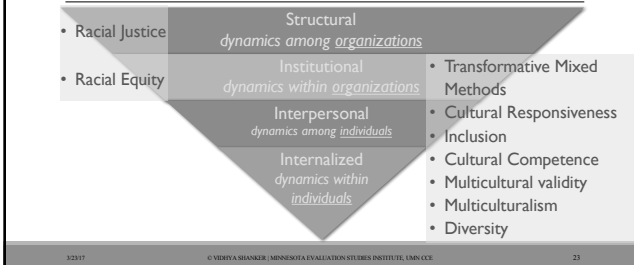 • Racial Justice
• Racial Equity
Structural
dynamics among organizations
Institutional
dynamics within organizations
Interpersonal
dynamics among individuals
Internalized
dynamics within
individuals
• Transformative Mixed
Methods
• Cultural Responsiveness
• Inclusion
• Cultural Competence
• Multicultural validity
• Multiculturalism
• Diversity
3/23/17
© VIDHYA SHANKER | MINNESOTA EVALUATION STUDIES INSTITUTE, UMN CCE
23